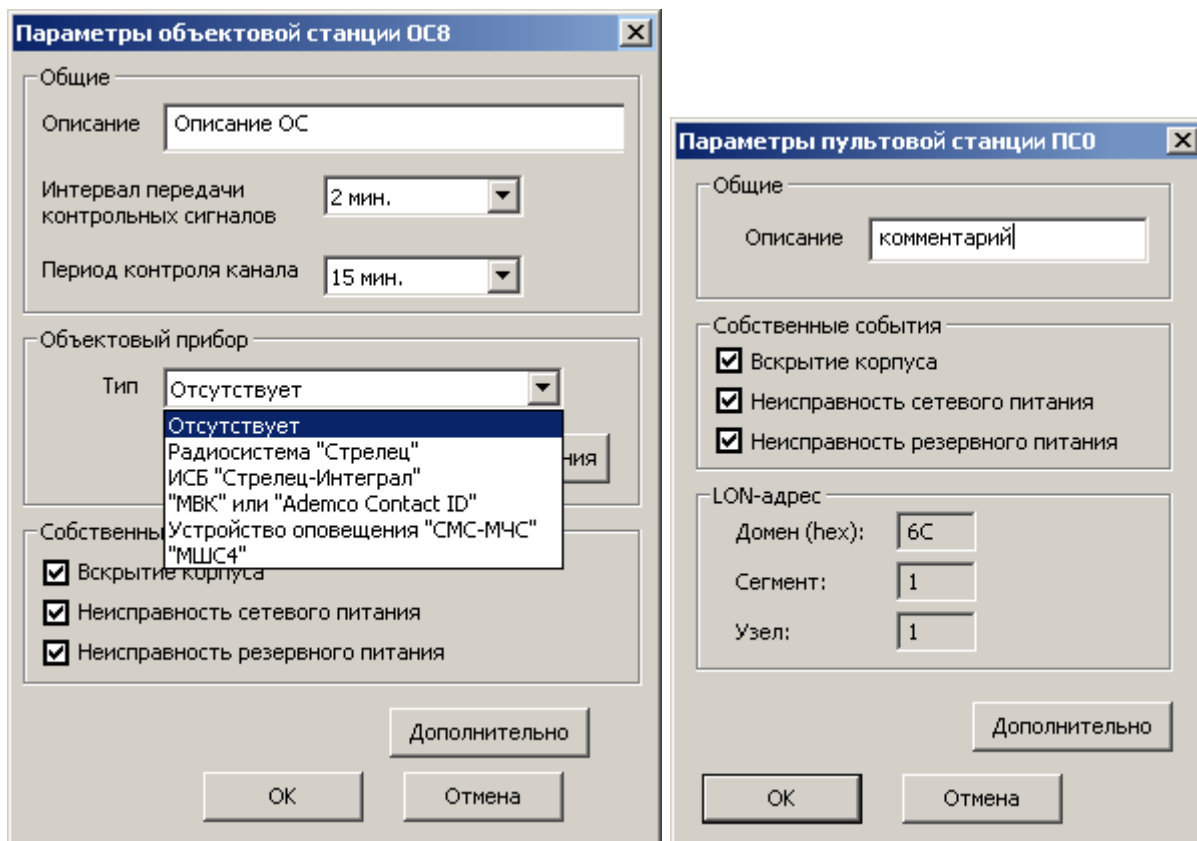 Параметры объектовой станции ОС8
Общие
Описание
Описание ОС
Интервал передачи
контрольных сигналов
2 мин.
Период контроля канала
15 мин.
Объектовый прибор
Тип
Отсутствует
Отсутствует
Радиосистема "Стрелец"
ИСБ "Стрелец-Интеграл"
"МВК" или "Ademco Contact ID"
Устройство оповещения "СМС-МЧС"
"МШС4"
ния
Собственны
Вскрытие корпуса
Неисправность сетевого питания
Неисправность резервного питания
Дополнительно
ОК
Отмена
Параметры пультовой станции ПС0
Общие
Описание
комментарий
Собственные события
Вскрытие корпуса
Неисправность сетевого питания
Неисправность резервного питания
LON-адрес
Домен (hex):
6C
Сегмент:
1
Узел:
1
Дополнительно
ОК
Отмена